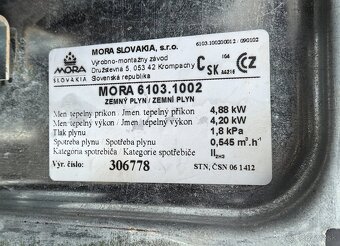 MORA SLOVAKIA, s.r.o.
Výrobno-montážny závod
Družstevná 5, 053 42 Krompachy
Slovenská republika
MORA
SLOVAKIA
MORA 6103.1002
ZEMNÝ PLYN / ZEMNÍ PLYN
Men. tepelný príkon / Jmen. tepelný příkon 4,88 kW
Men. tepelný výkon / Jmen. tepelný výkon 4,20 kW
Tlak plynu 1,8 kPa
Spotreba plynu / Spotřeba plynu 0,545 m³.h⁻¹
Kategória spotrebiča / Kategorie spotřebiče II2H3
Výr. číslo: 306778
STN, ČSN 06 1412